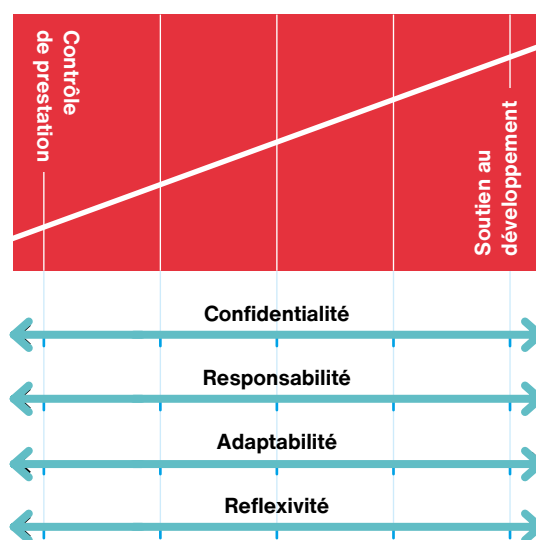 Contrôle
de prestation
Soutien au
développement
Confidentialité
Responsabilité
Adaptabilité
Reflexivité